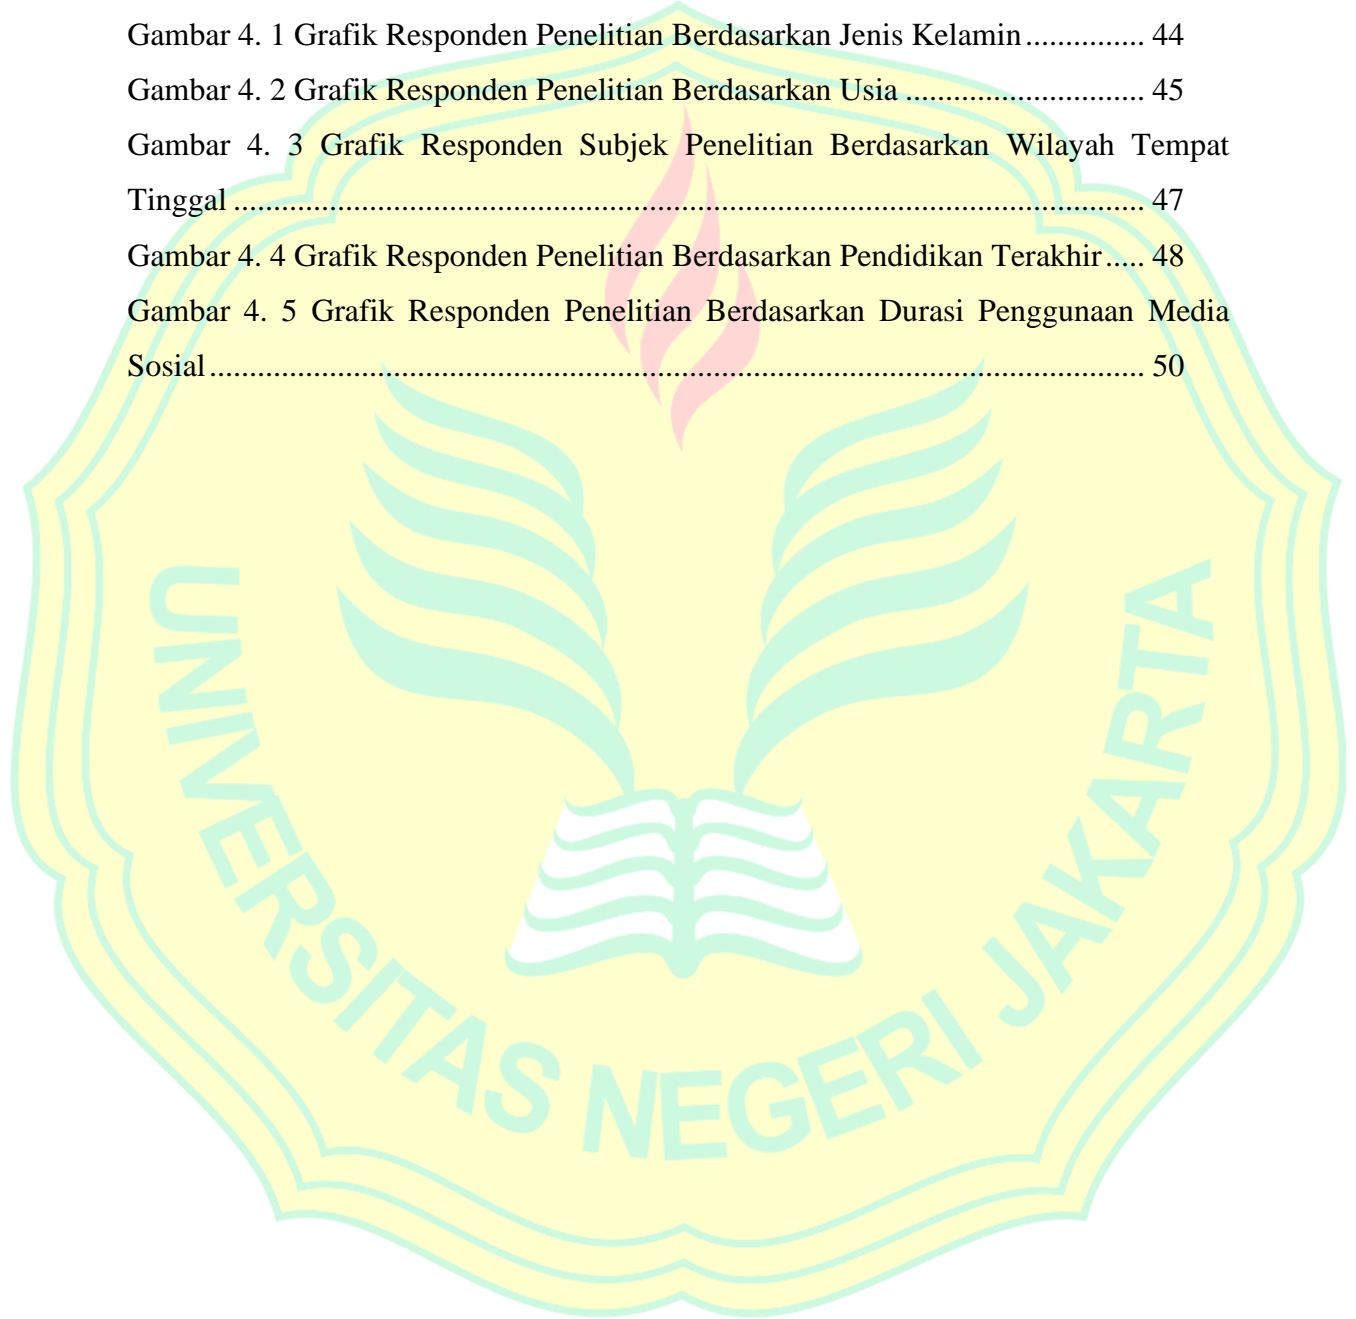 Gambar 4. 1 Grafik Responden Penelitian Berdasarkan Jenis Kelamin............... 44
Gambar 4. 2 Grafik Responden Penelitian Berdasarkan Usia .............................. 45
Gambar 4. 3 Grafik Responden Subjek Penelitian Berdasarkan Wilayah Tempat
Tinggal .................................................................................................................. 47
Gambar 4. 4 Grafik Responden Penelitian Berdasarkan Pendidikan Terakhir..... 48
Gambar 4. 5 Grafik Responden Penelitian Berdasarkan Durasi Penggunaan Media
Sosial ..................................................................................................................... 50
UNIVERSITAS NEGERI JAKARTA